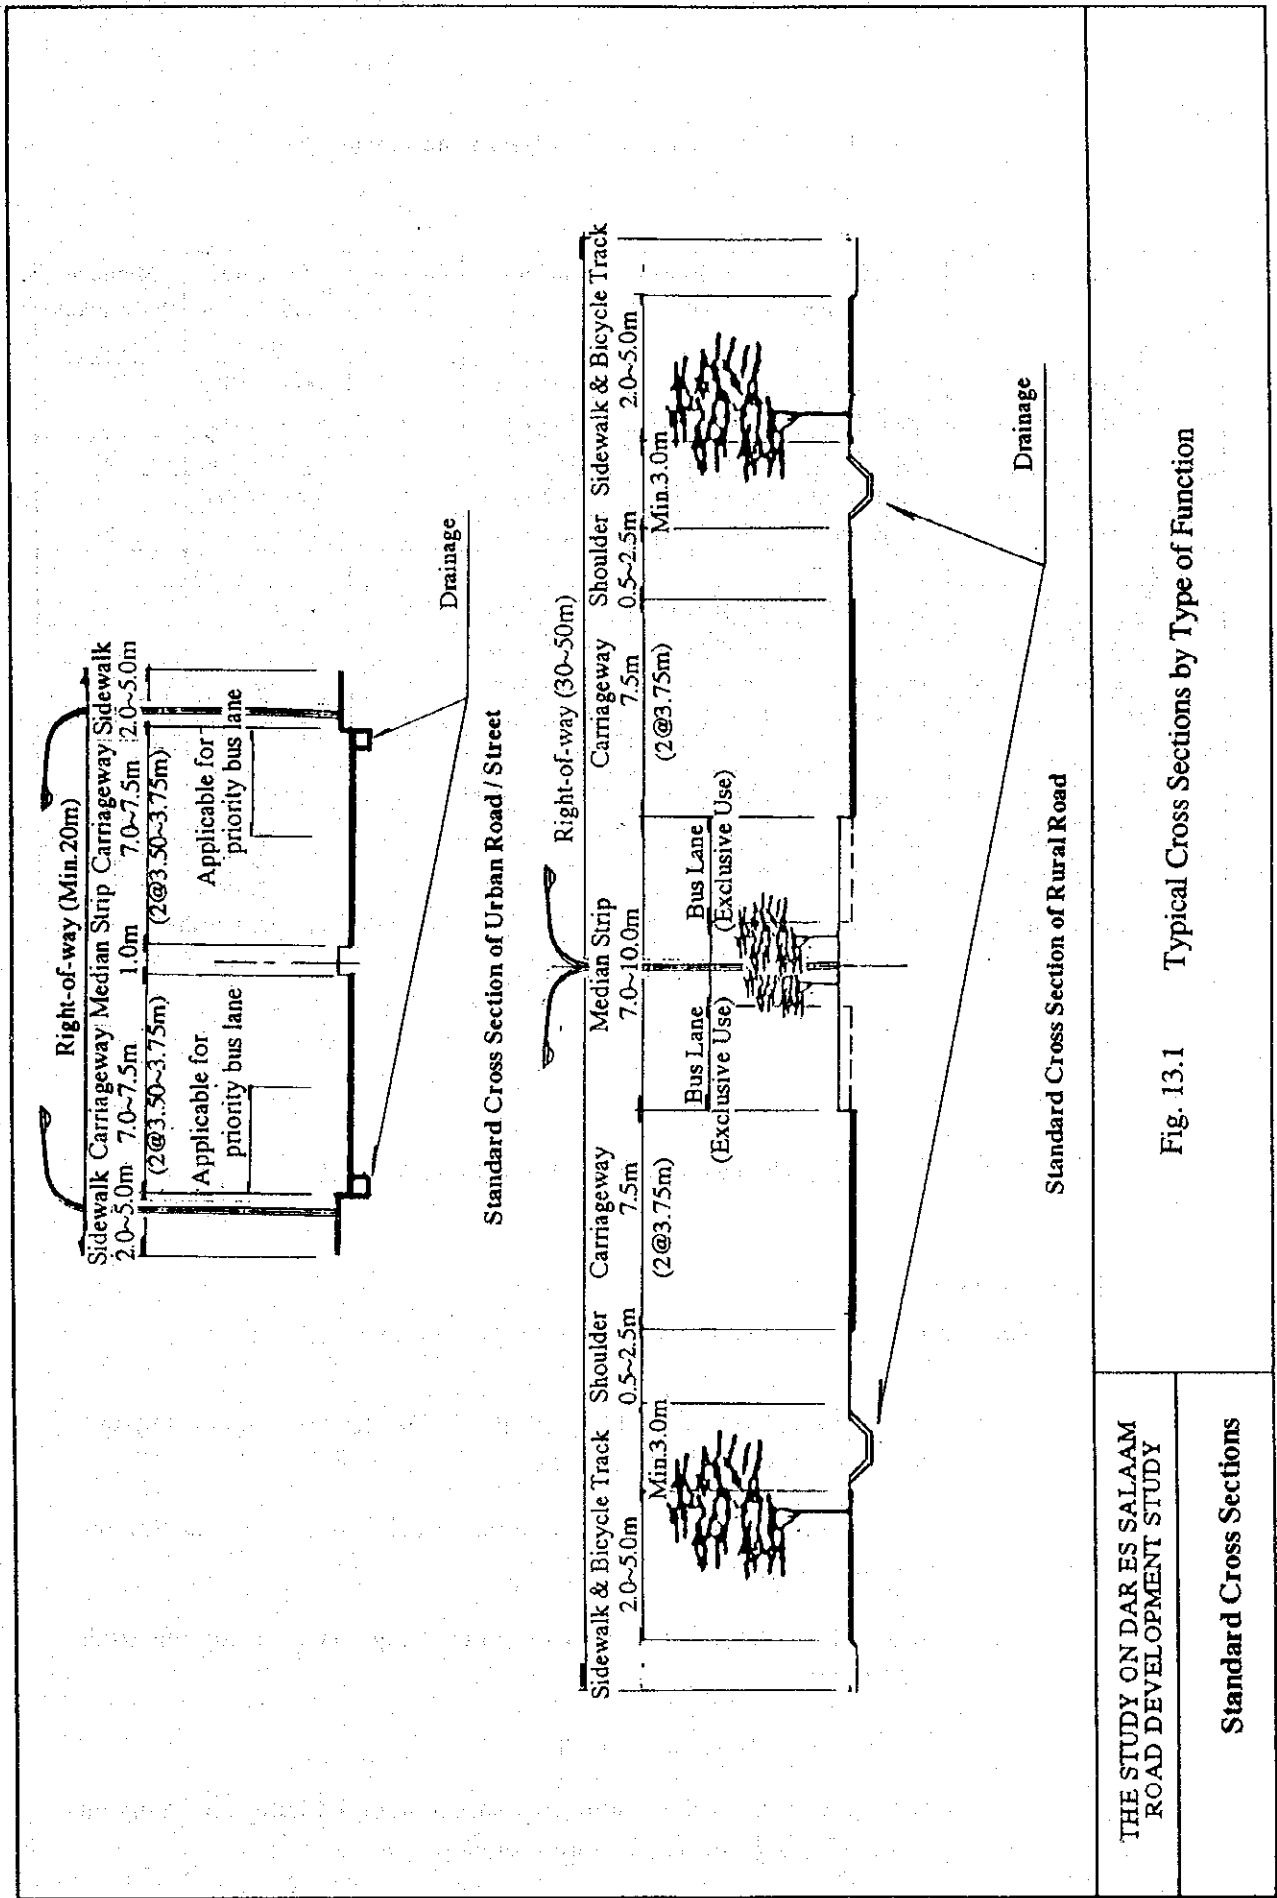 Right-of-way (Min.20m)
Sidewalk Carriageway Median Strip Carriageway Sidewalk
2.0~5.0m 7.0~7.5m 1.0m 7.0~7.5m 2.0~5.0m
(2@3.50~3.75m) (2@3.50~3.75m)
Applicable for
priority bus lane
Applicable for
priority bus lane
Drainage
Standard Cross Section of Urban Road / Street
Right-of-way (30~50m)
Sidewalk & Bicycle Track Shoulder Carriageway Median Strip Carriageway Shoulder Sidewalk & Bicycle Track
2.0~5.0m 0.5~2.5m 7.5m 7.0~10.0m 7.5m 0.5~2.5m 2.0~5.0m
Min.3.0m (2@3.75m) (2@3.75m) Min.3.0m
Bus Lane Bus Lane
(Exclusive Use) (Exclusive Use)
Drainage
Standard Cross Section of Rural Road
THE STUDY ON DAR ES SALAAM
ROAD DEVELOPMENT STUDY
Standard Cross Sections
Fig. 13.1 Typical Cross Sections by Type of Function